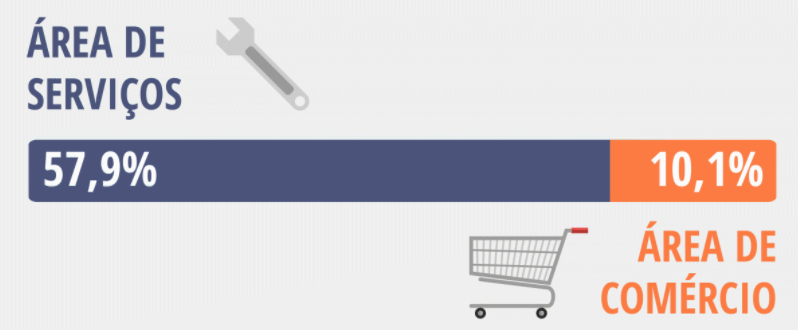 ÁREA DE
SERVIÇOS
57,9%
10,1%
ÁREA DE
COMÉRCIO